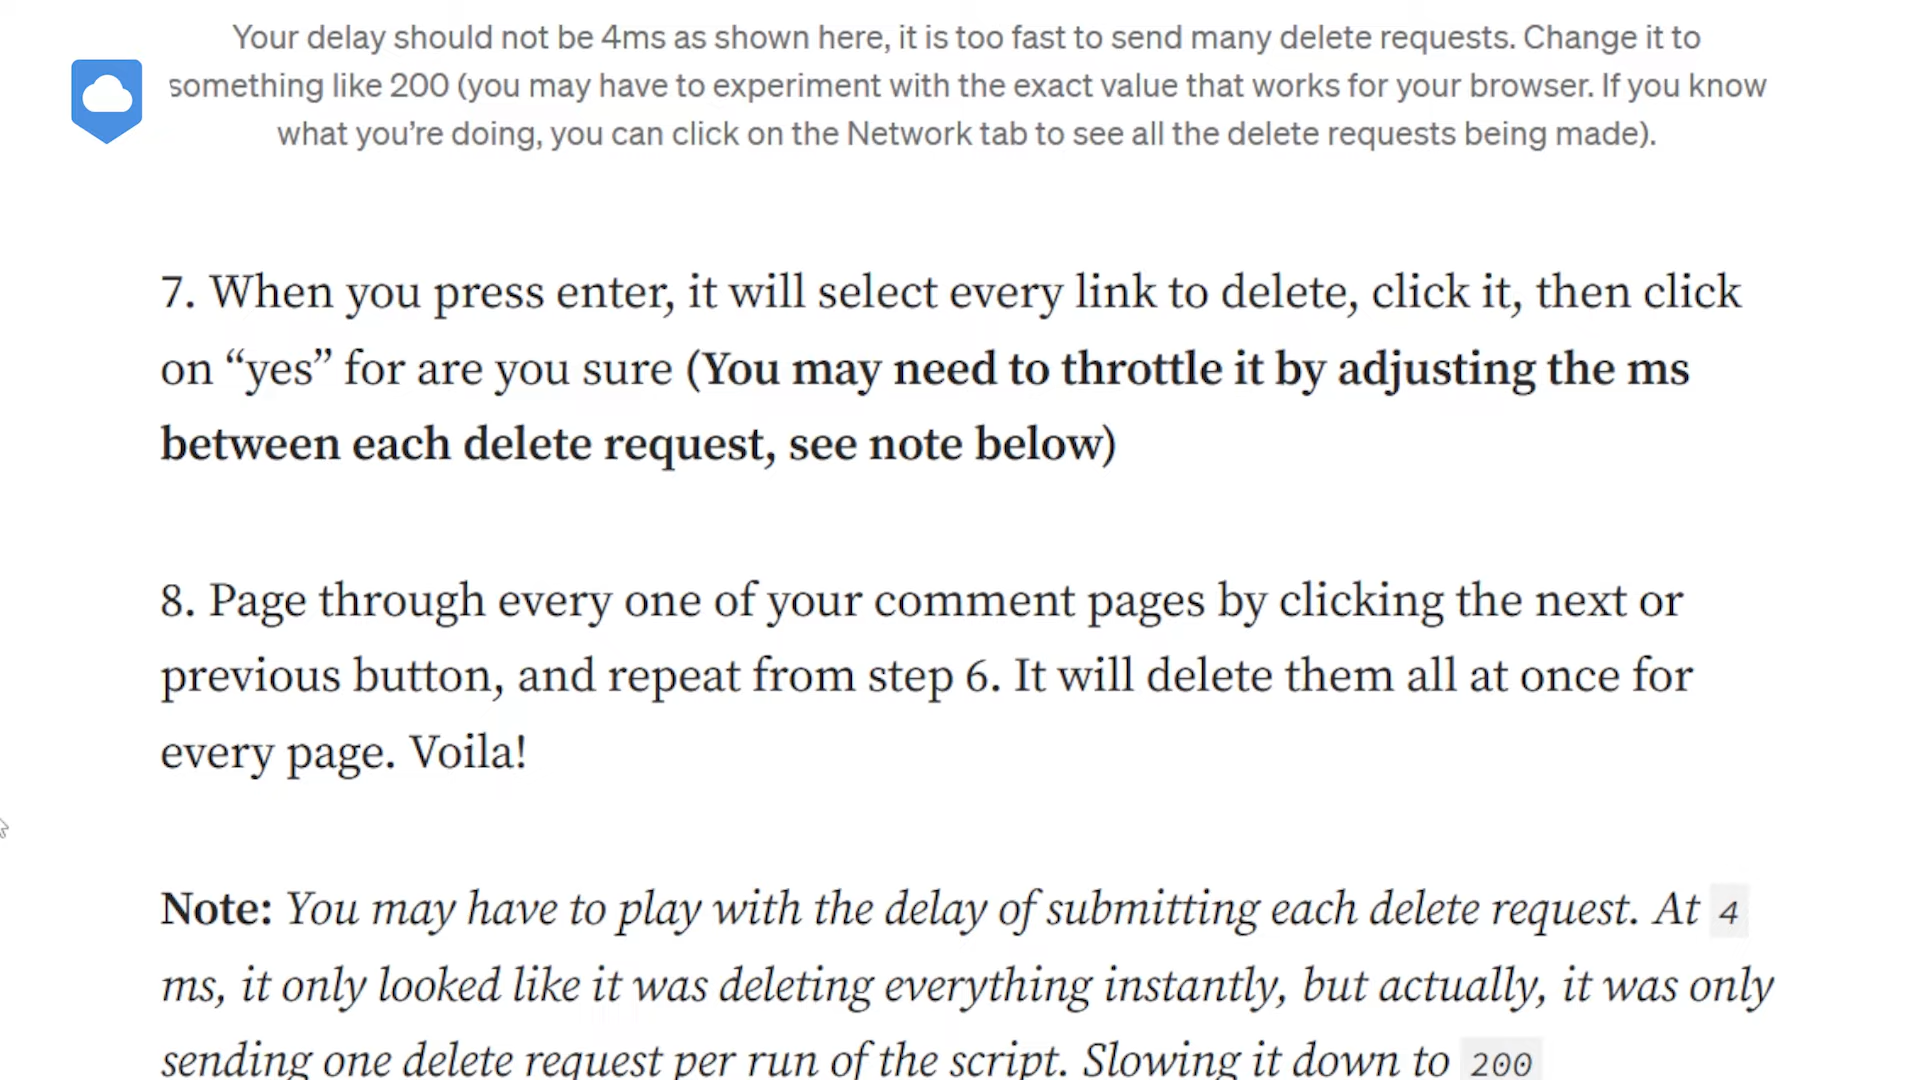 Your delay should not be 4ms as shown here, it is too fast to send many delete requests. Change it to
something like 200 (you may have to experiment with the exact value that works for your browser. If you know
what you’re doing, you can click on the Network tab to see all the delete requests being made).
7. When you press enter, it will select every link to delete, click it, then click
on “yes” for are you sure (You may need to throttle it by adjusting the ms
between each delete request, see note below)
8. Page through every one of your comment pages by clicking the next or
previous button, and repeat from step 6. It will delete them all at once for
every page. Voila!
Note: You may have to play with the delay of submitting each delete request. At 4
ms, it only looked like it was deleting everything instantly, but actually, it was only
sending one delete request per run of the script. Slowing it down to 200